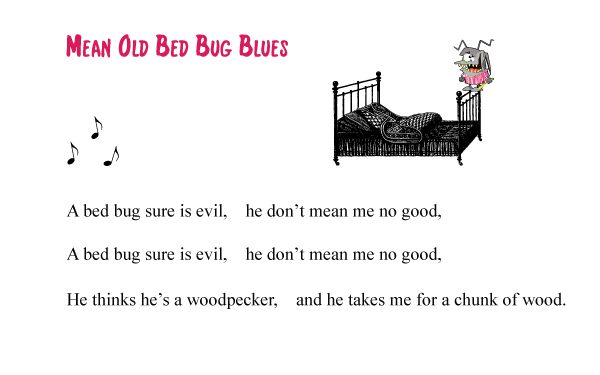 Mean Old Bed Bug Blues
A bed bug sure is evil, he don’t mean me no good,
A bed bug sure is evil, he don’t mean me no good,
He thinks he’s a woodpecker, and he takes me for a chunk of wood.